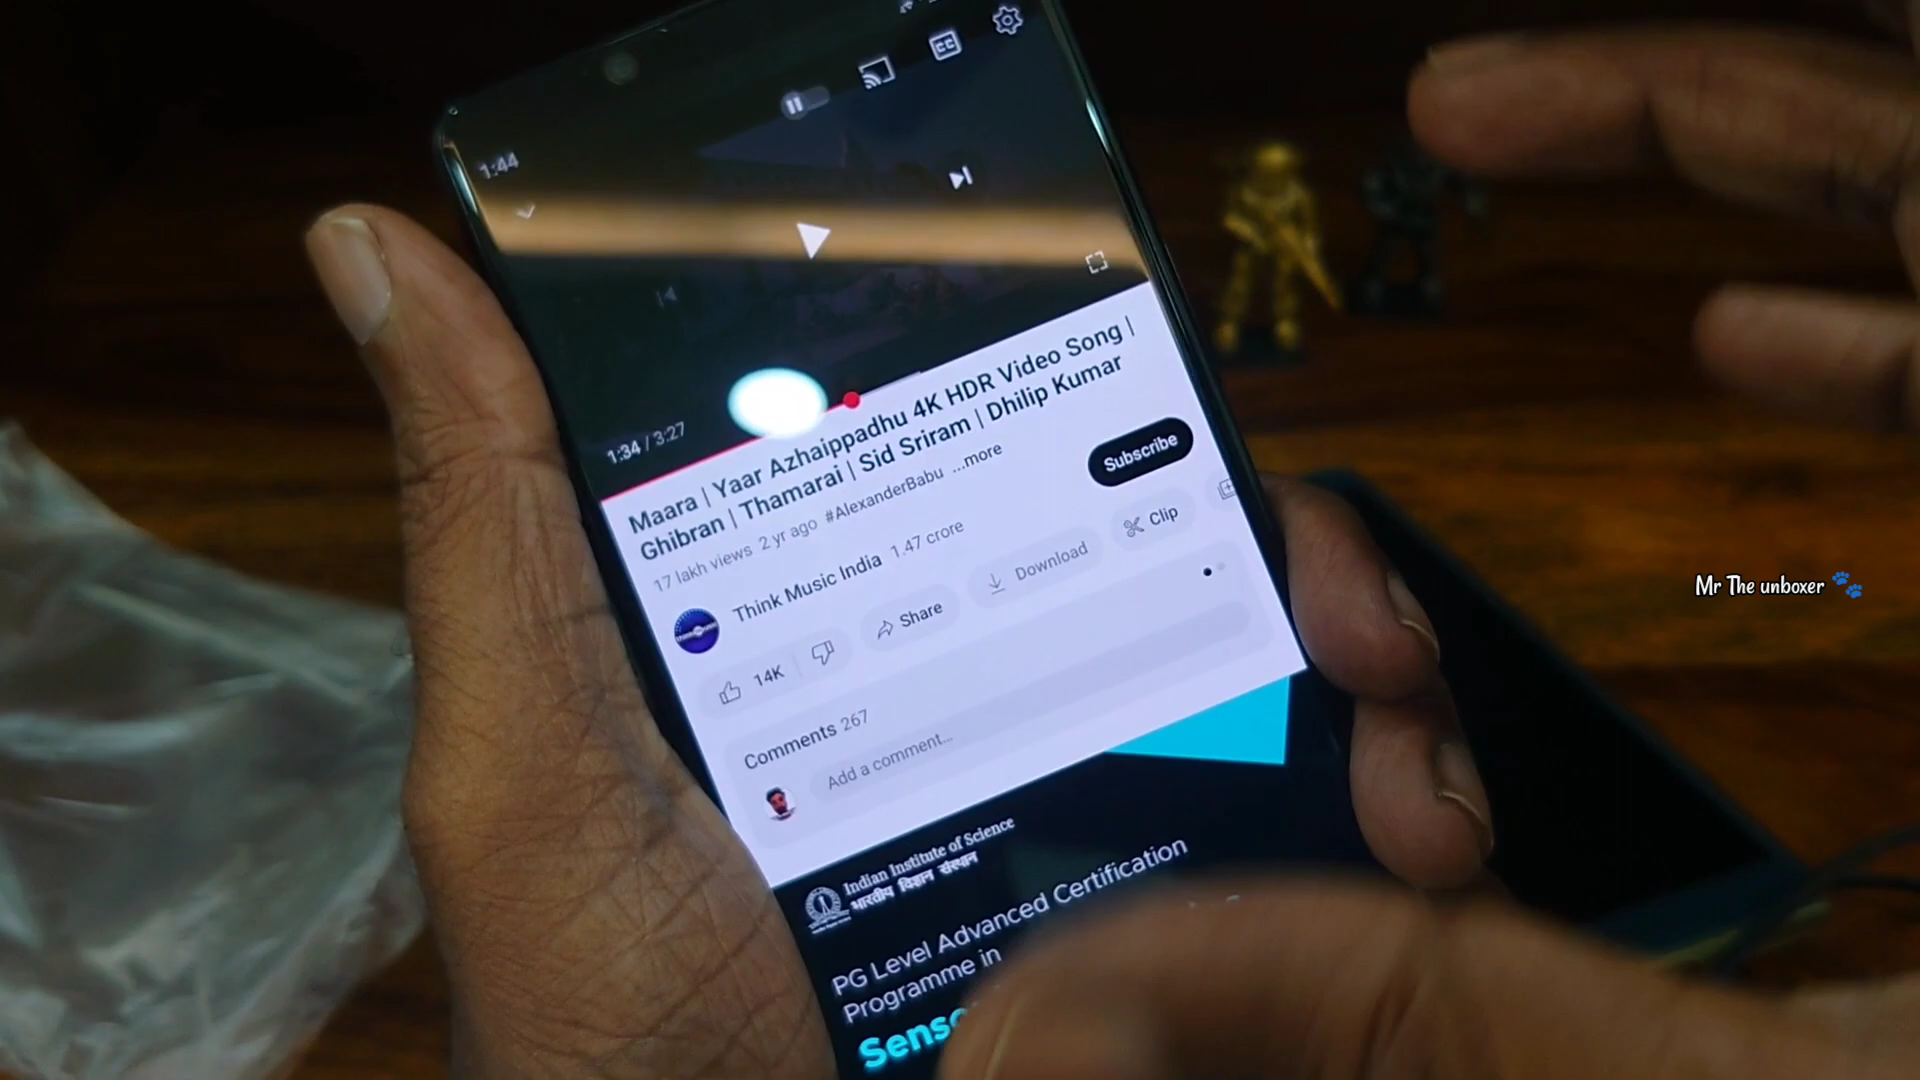 CC
1:44
1:34 / 3:27
Maara | Yaar Azhaippadhu 4K HDR Video Song |
Ghibran | Thamarai | Sid Sriram | Dhilip Kumar
17 lakh views 2 yr ago #AlexanderBabu ...more
Think Music India 1.47 crore
Subscribe
14K
Share
Download
Clip
Comments 267
Add a comment...
Indian Institute of Science
भारतीय विज्ञान संस्थान
PG Level Advanced Certification
Programme in
Mr The unboxer